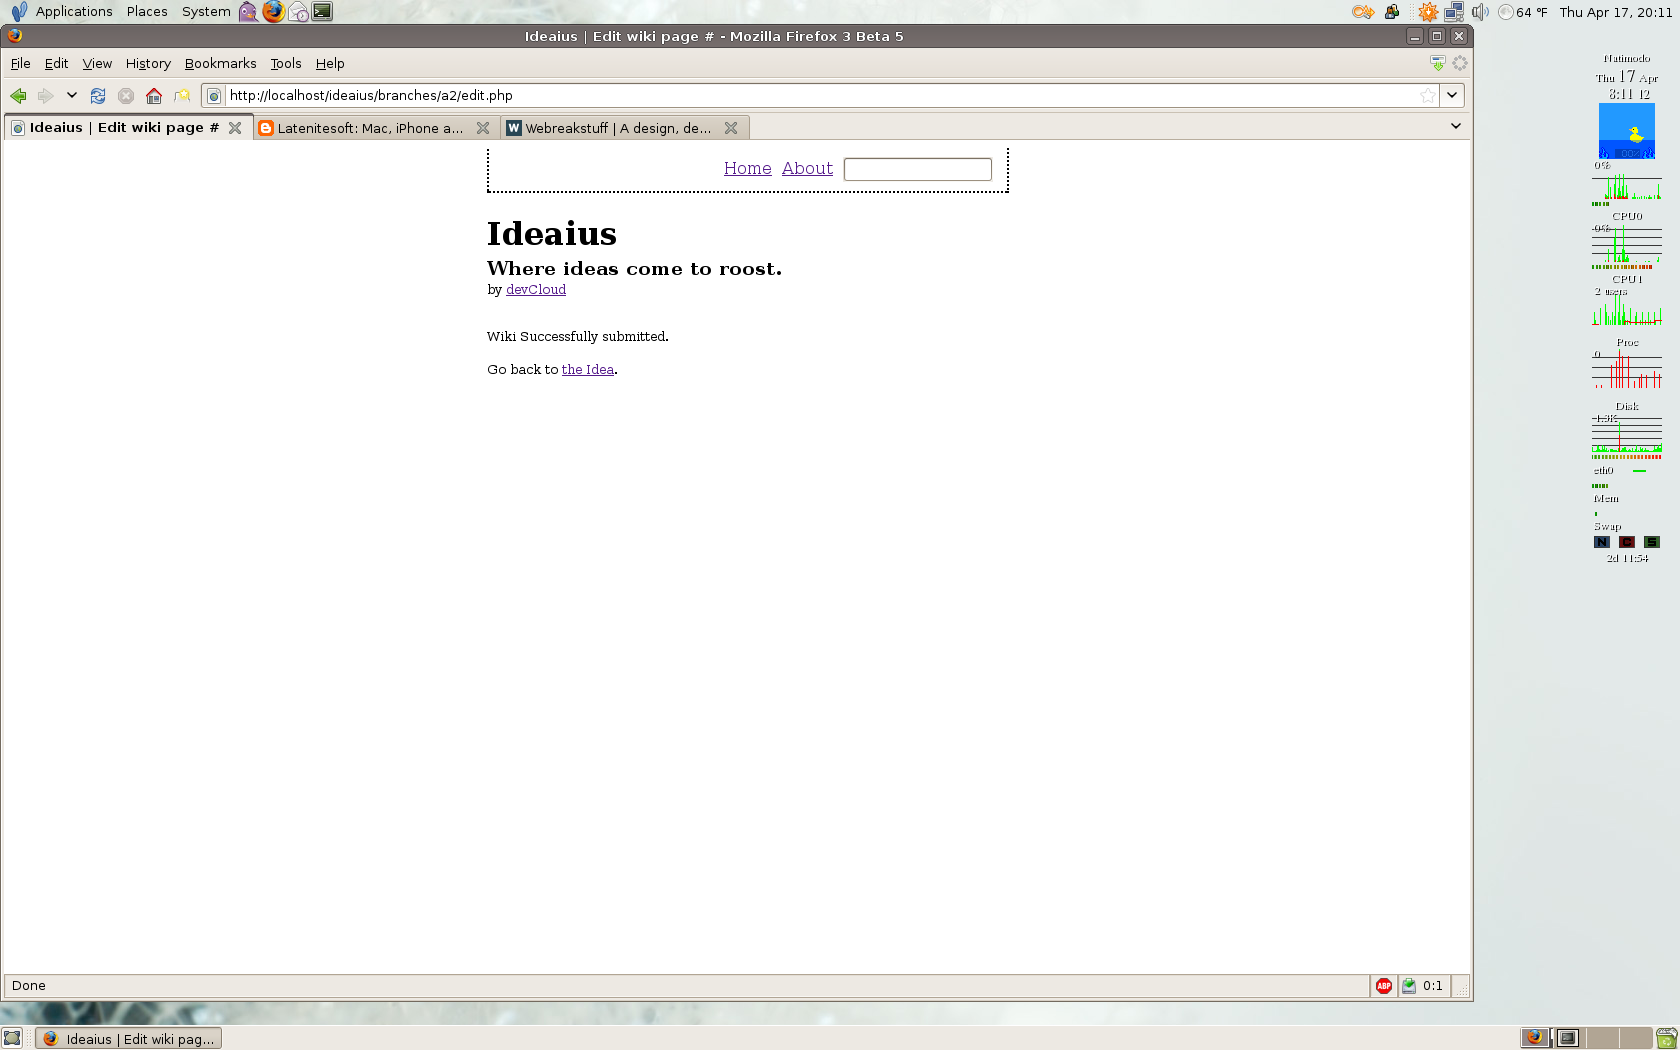 Applications Places System
64 °F Thu Apr 17, 20:11
Ideaius | Edit wiki page # - Mozilla Firefox 3 Beta 5
File Edit View History Bookmarks Tools Help
http://localhost/ideaius/branches/a2/edit.php
Ideaius | Edit wiki page #
Latenitesoft: Mac, iPhone a...
Webreakstuff | A design, de...
Home About
Ideaius
Where ideas come to roost.
by devCloud
Wiki Successfully submitted.
Go back to the Idea.
Done
ABP
0:1
Ideaius | Edit wiki pag...
Natimodo
Thu 17 Apr
8:11 12
0%
CPU0
0%
CPU1
2 users
Proc
0
Disk
1.3K
eth0
Mem
Swap
N C S
2d 11:54